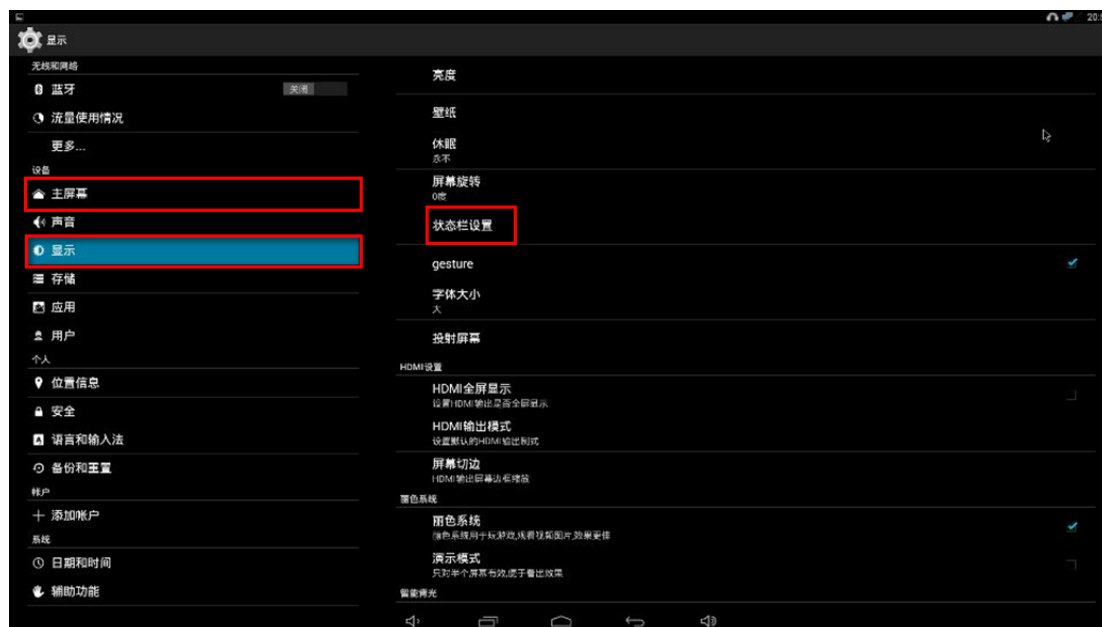 20:5
显示
无线和网络
蓝牙
关闭
流量使用情况
更多...
设备
主屏幕
声音
显示
存储
应用
用户
个人
位置信息
安全
语言和输入法
备份和重置
帐户
添加帐户
系统
日期和时间
辅助功能
亮度
壁纸
休眠
永不
屏幕旋转
0度
状态栏设置
gesture
字体大小
大
投射屏幕
HDMI设置
HDMI全屏显示
设置HDMI输出是否全屏显示
HDMI输出模式
设置默认的HDMI输出制式
屏幕切边
HDMI输出屏幕边框缩放
丽色系统
丽色系统
丽色系统用于玩游戏,观看视频图片,效果更佳
演示模式
只对半个屏幕有效,便于看出效果
智能背光